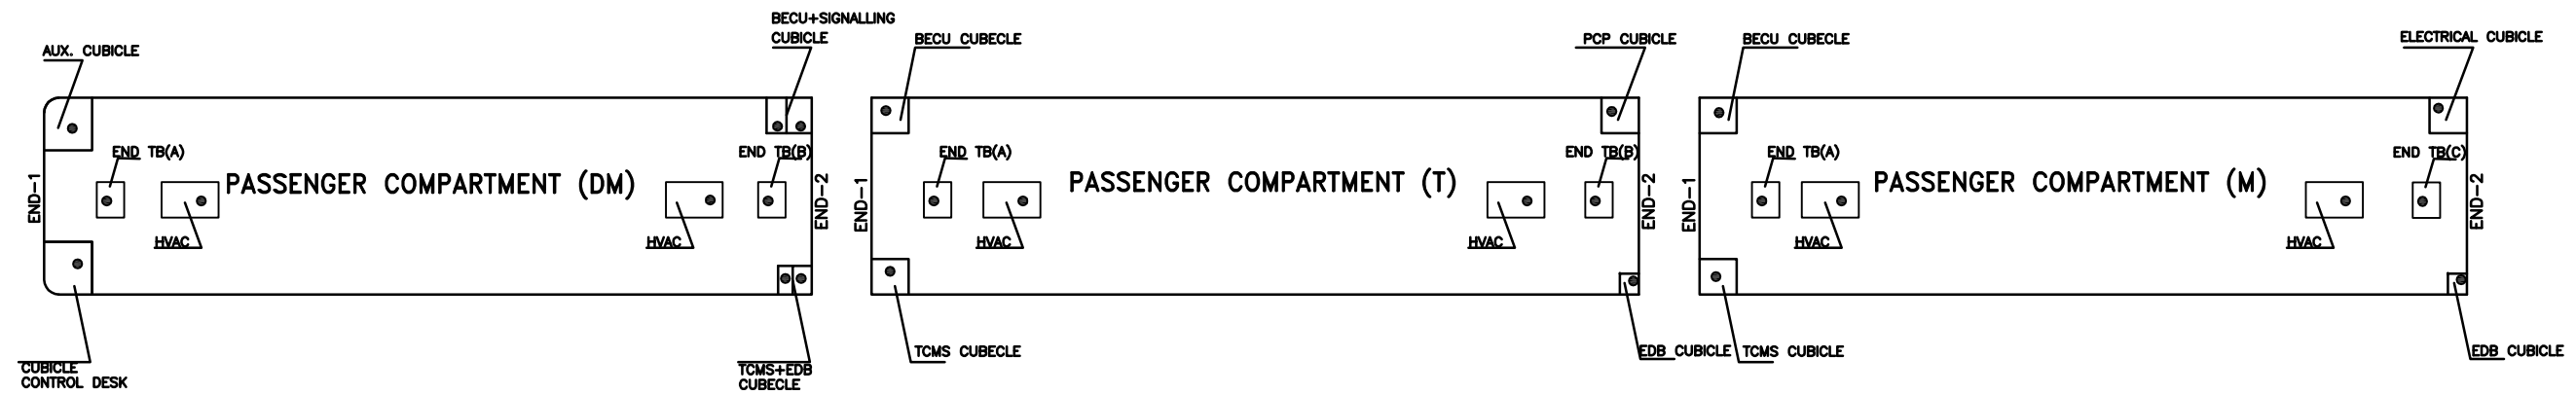 AUX. CUBICLE
BECU+SIGNALLING
CUBICLE
END TB(A)
PASSENGER COMPARTMENT (DM)
END TB(B)
END-1
END-2
HVAC
HVAC
CUBICLE
CONTROL DESK
TCMS+EDB
CUBECLE
BECU CUBECLE
PCP CUBICLE
END TB(A)
PASSENGER COMPARTMENT (T)
END TB(B)
END-1
END-2
HVAC
HVAC
TCMS CUBECLE
EDB CUBICLE
BECU CUBECLE
ELECTRICAL CUBICLE
END TB(A)
PASSENGER COMPARTMENT (M)
END TB(C)
END-1
END-2
HVAC
HVAC
TCMS CUBICLE
EDB CUBICLE